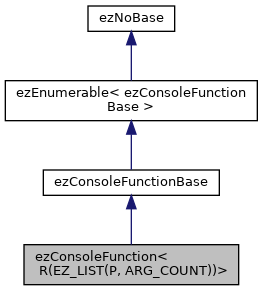 ezNoBase
ezEnumerable< ezConsoleFunction
Base >
ezConsoleFunctionBase
ezConsoleFunction<
R(EZ_LIST(P, ARG_COUNT))>